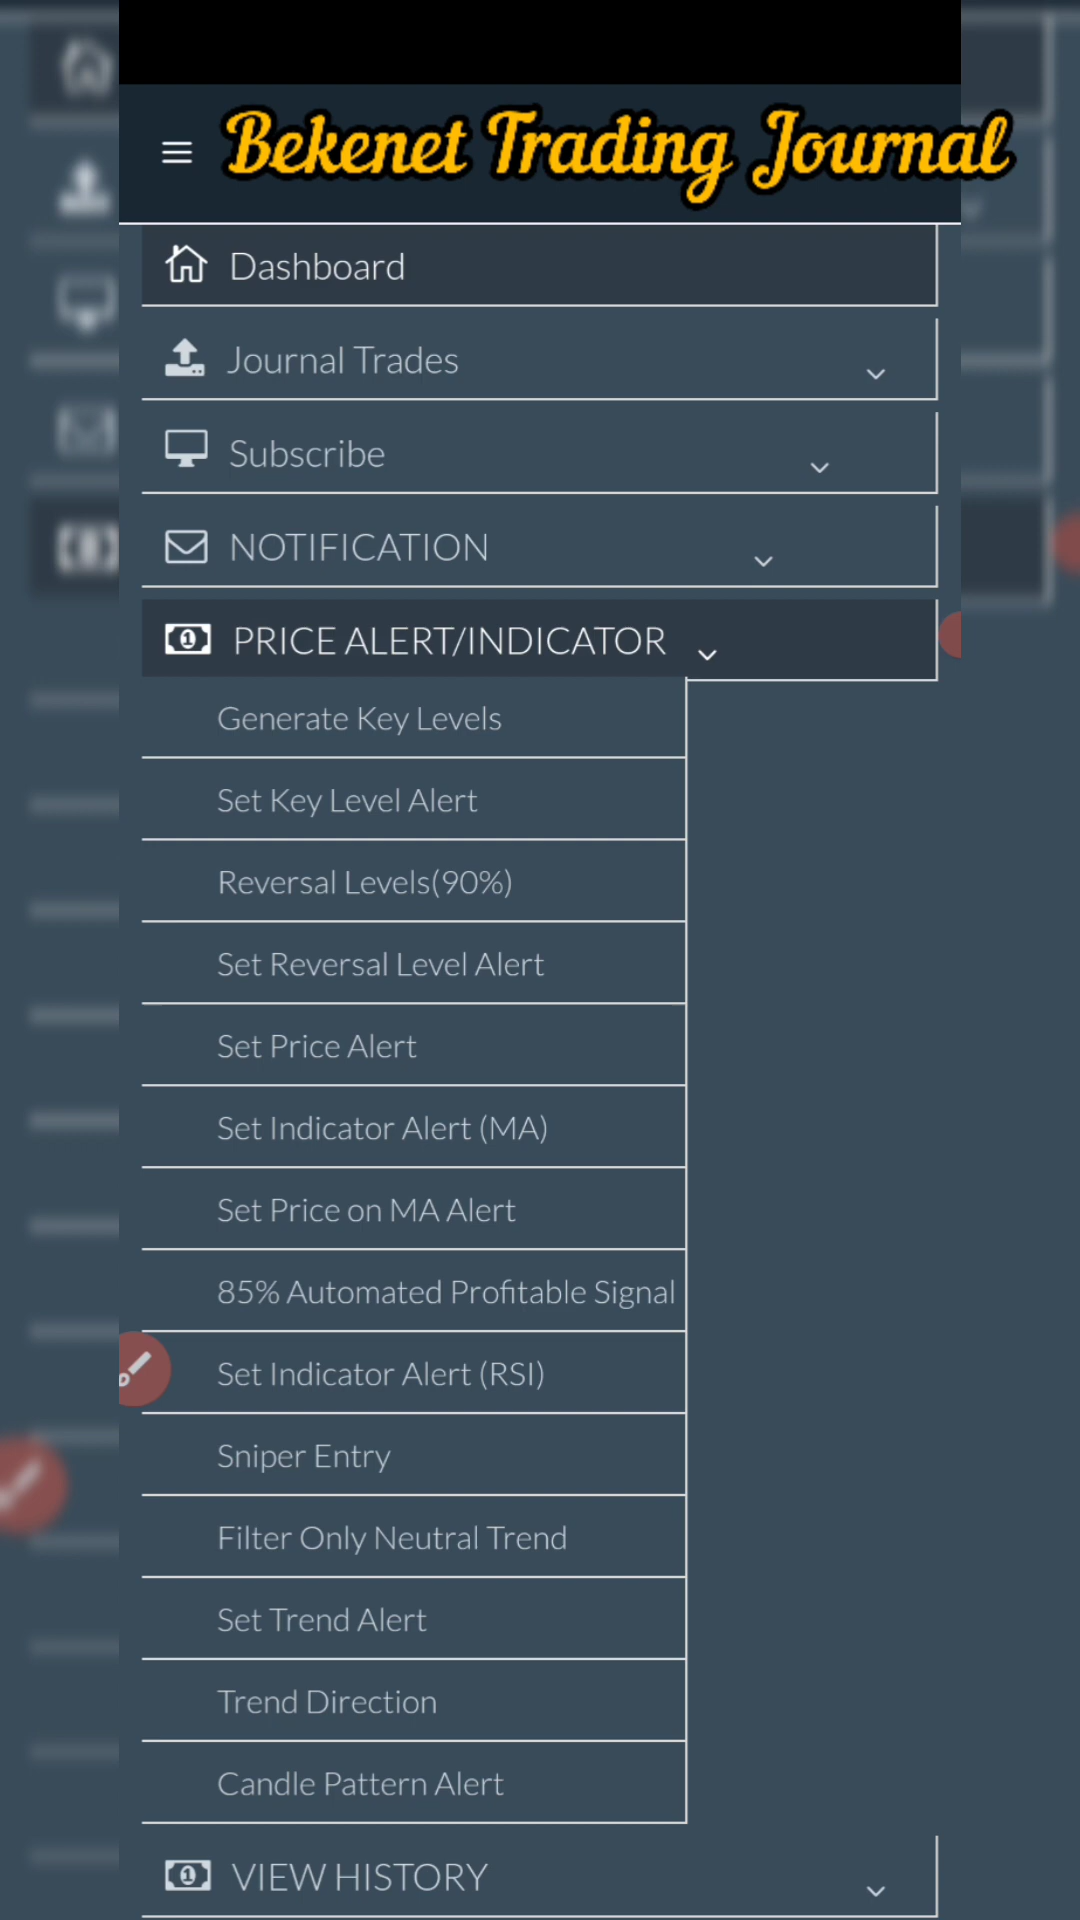 Bekenet Trading Journal
Dashboard
Journal Trades
Subscribe
NOTIFICATION
PRICE ALERT/INDICATOR
Generate Key Levels
Set Key Level Alert
Reversal Levels(90%)
Set Reversal Level Alert
Set Price Alert
Set Indicator Alert (MA)
Set Price on MA Alert
85% Automated Profitable Signal
Set Indicator Alert (RSI)
Sniper Entry
Filter Only Neutral Trend
Set Trend Alert
Trend Direction
Candle Pattern Alert
VIEW HISTORY